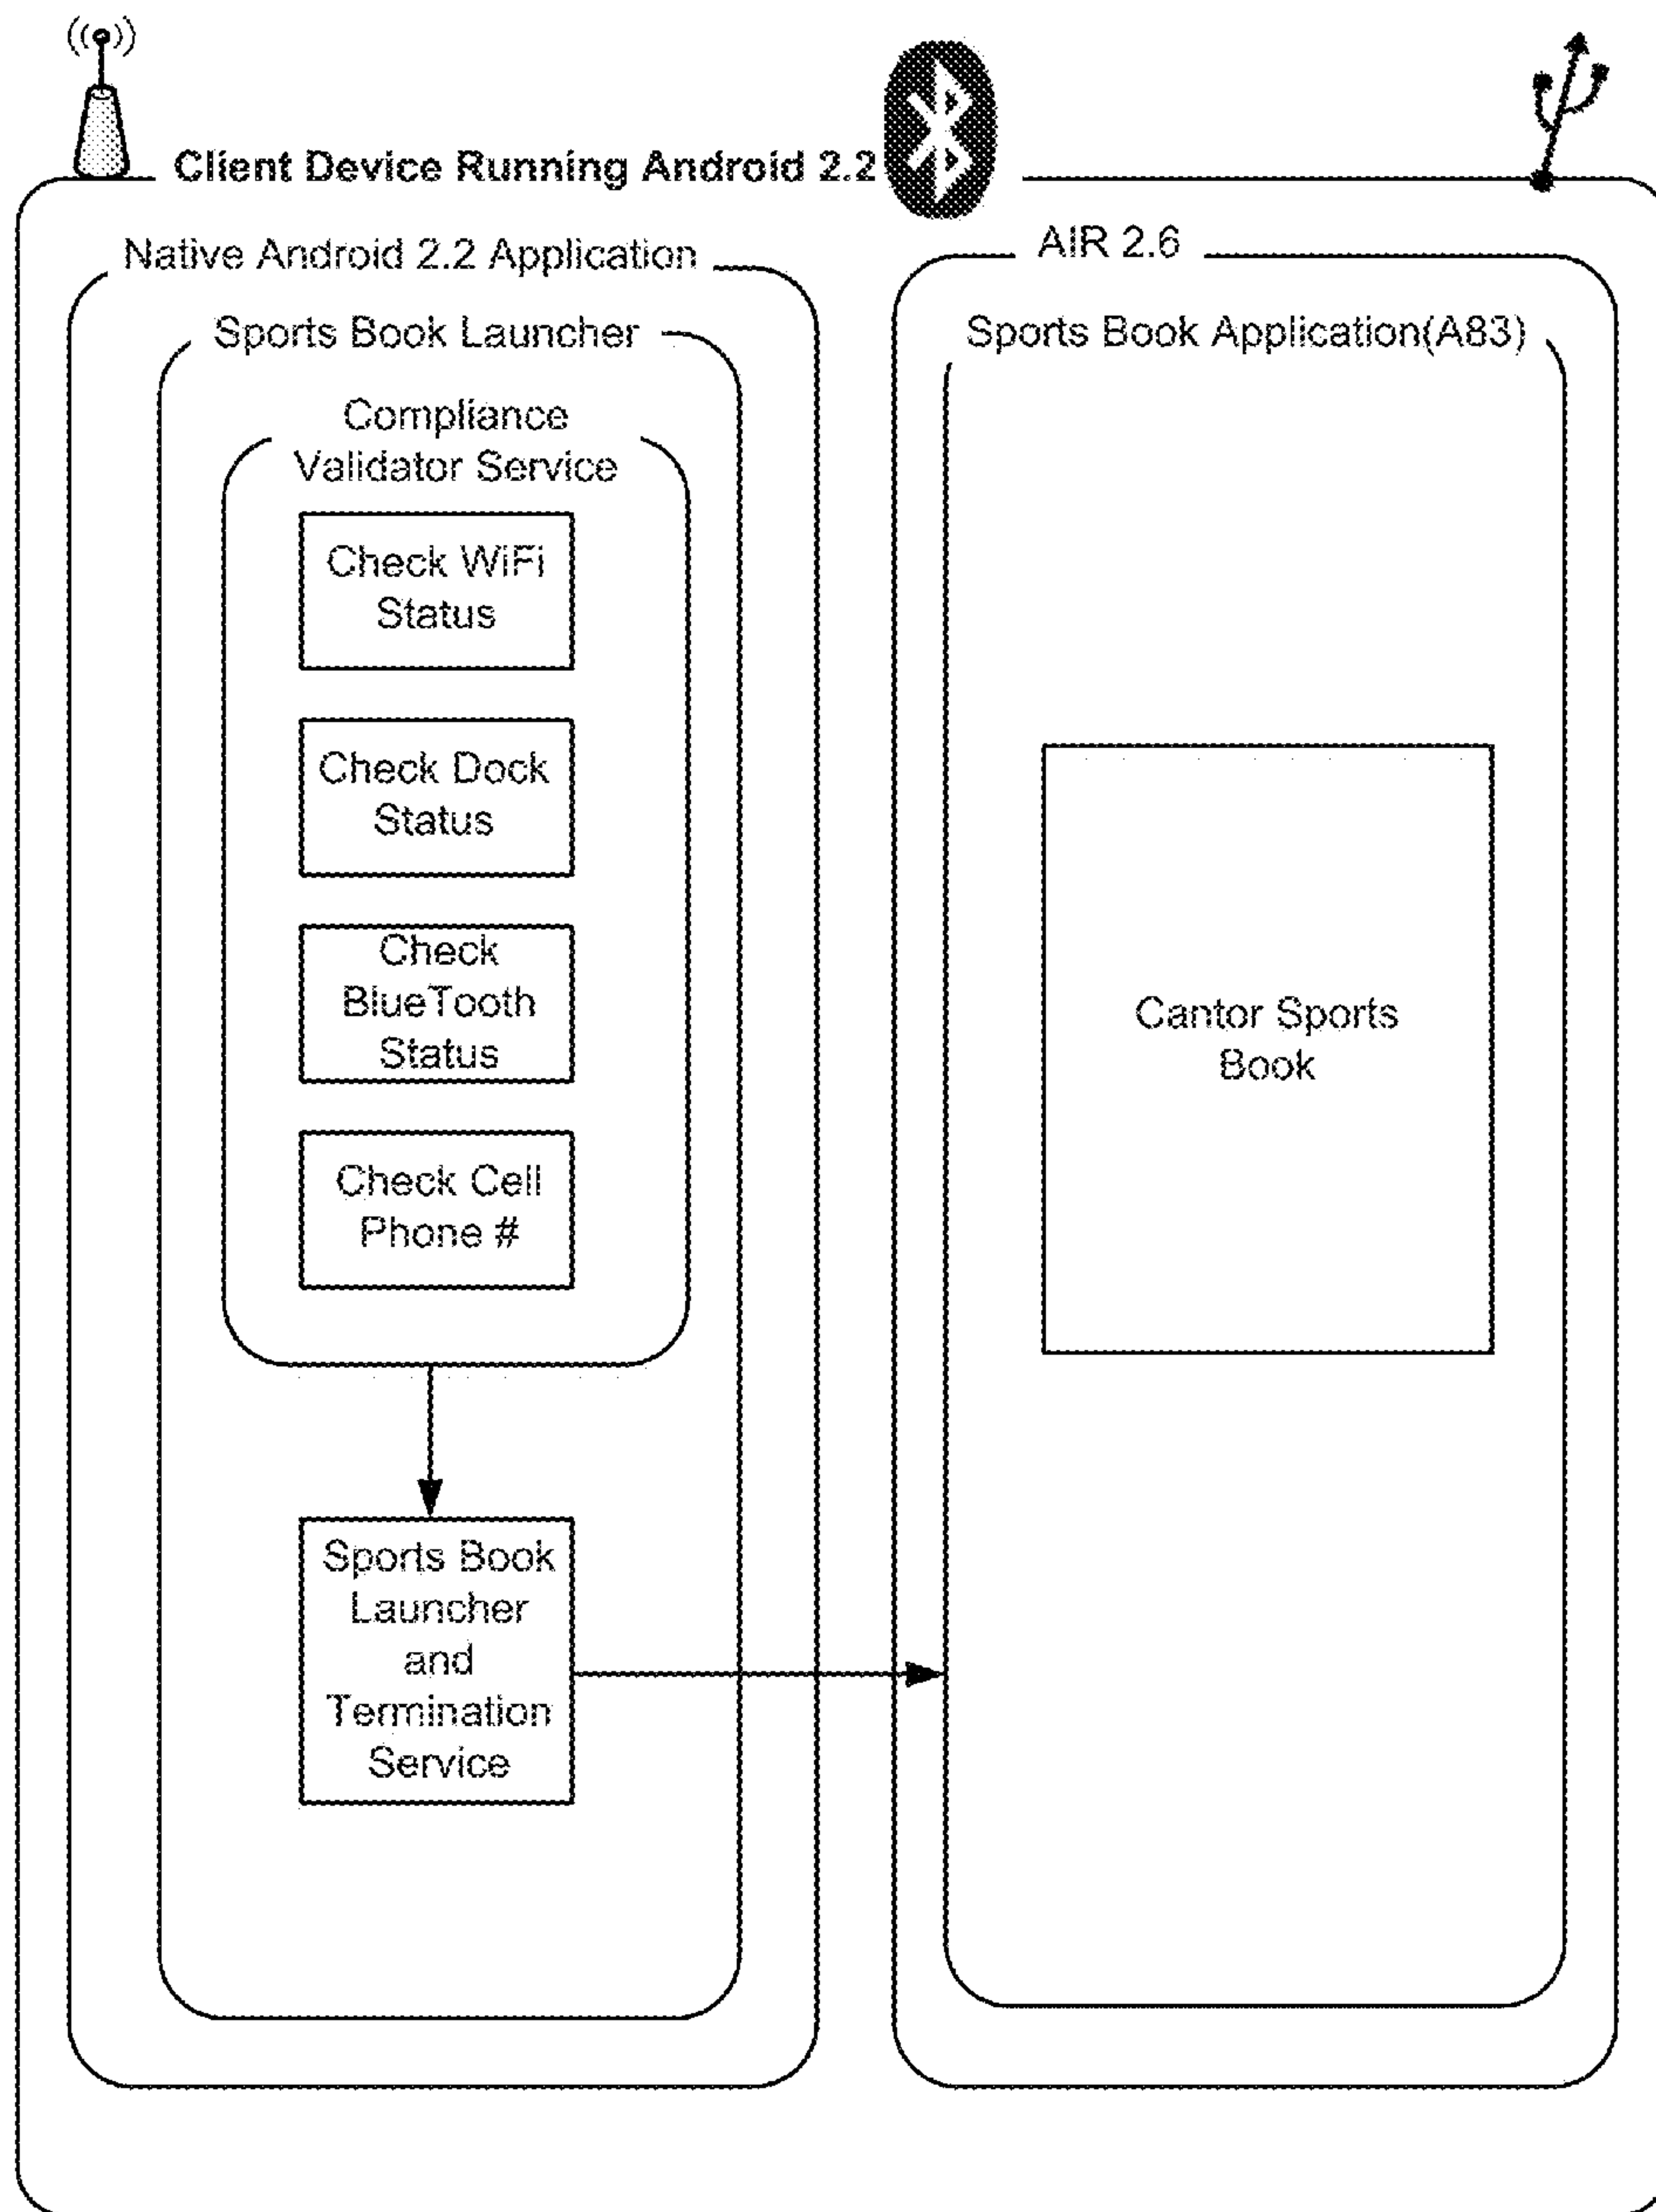 Client Device Running Android 2.2
Native Android 2.2 Application
Sports Book Launcher
Compliance
Validator Service
Check WiFi
Status
Check Dock
Status
Check
BlueTooth
Status
Check Cell
Phone #
Sports Book
Launcher
and
Termination
Service
AIR 2.6
Sports Book Application(A83)
Cantor Sports
Book